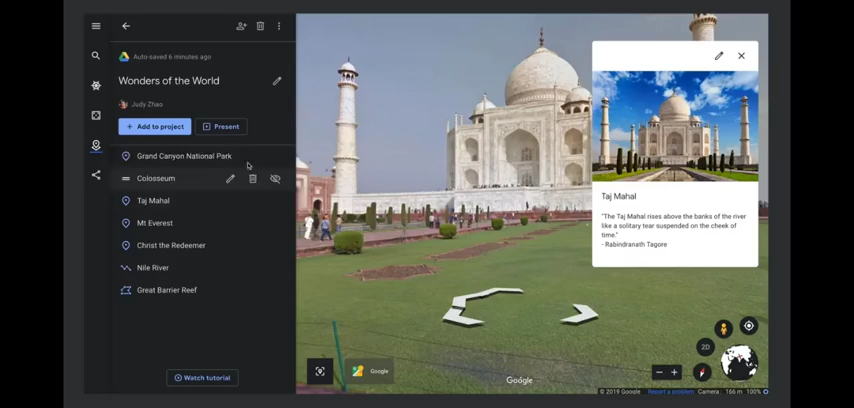 Auto-saved 6 minutes ago
Wonders of the World
Judy Zhao
+ Add to project
Present
Grand Canyon National Park
Colosseum
Taj Mahal
Mt Everest
Christ the Redeemer
Nile River
Great Barrier Reef
Watch tutorial
Taj Mahal
"The Taj Mahal rises above the banks of the river
like a solitary tear suspended on the cheek of
time."
- Rabindranath Tagore
2D
Google
Google
© 2019 Google Report a problem Camera: 166 m 100%